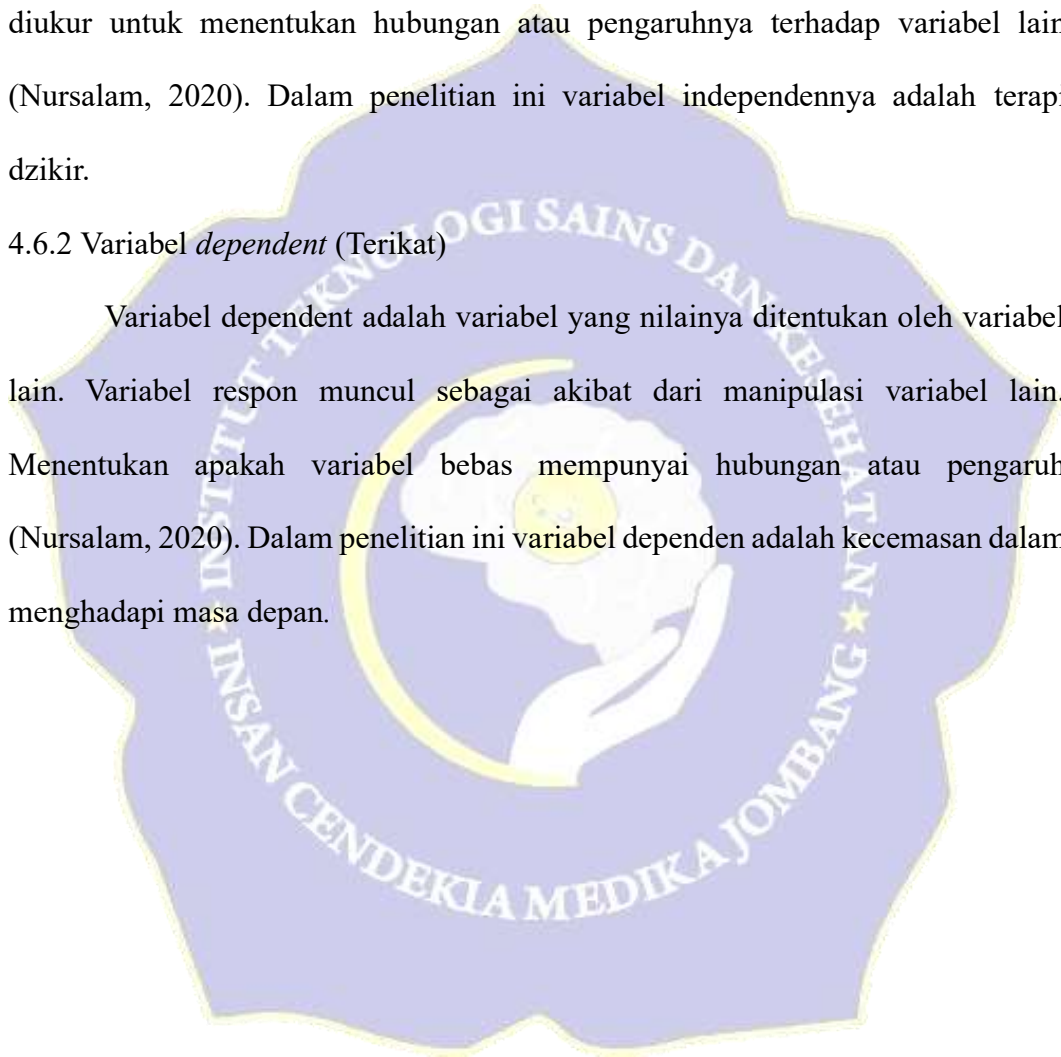 diukur untuk menentukan hubungan atau pengaruhnya terhadap variabel lain
(Nursalam, 2020). Dalam penelitian ini variabel independennya adalah terapi
dzikir.
4.6.2 Variabel dependent (Terikat)
Variabel dependent adalah variabel yang nilainya ditentukan oleh variabel
lain. Variabel respon muncul sebagai akibat dari manipulasi variabel lain.
Menentukan apakah variabel bebas mempunyai hubungan atau pengaruh
(Nursalam, 2020). Dalam penelitian ini variabel dependen adalah kecemasan dalam
menghadapi masa depan.
INSTITUT TEKNOLOGI SAINS DAN KESEHATAN
INSAN CENDEKIA MEDIKA JOMBANG